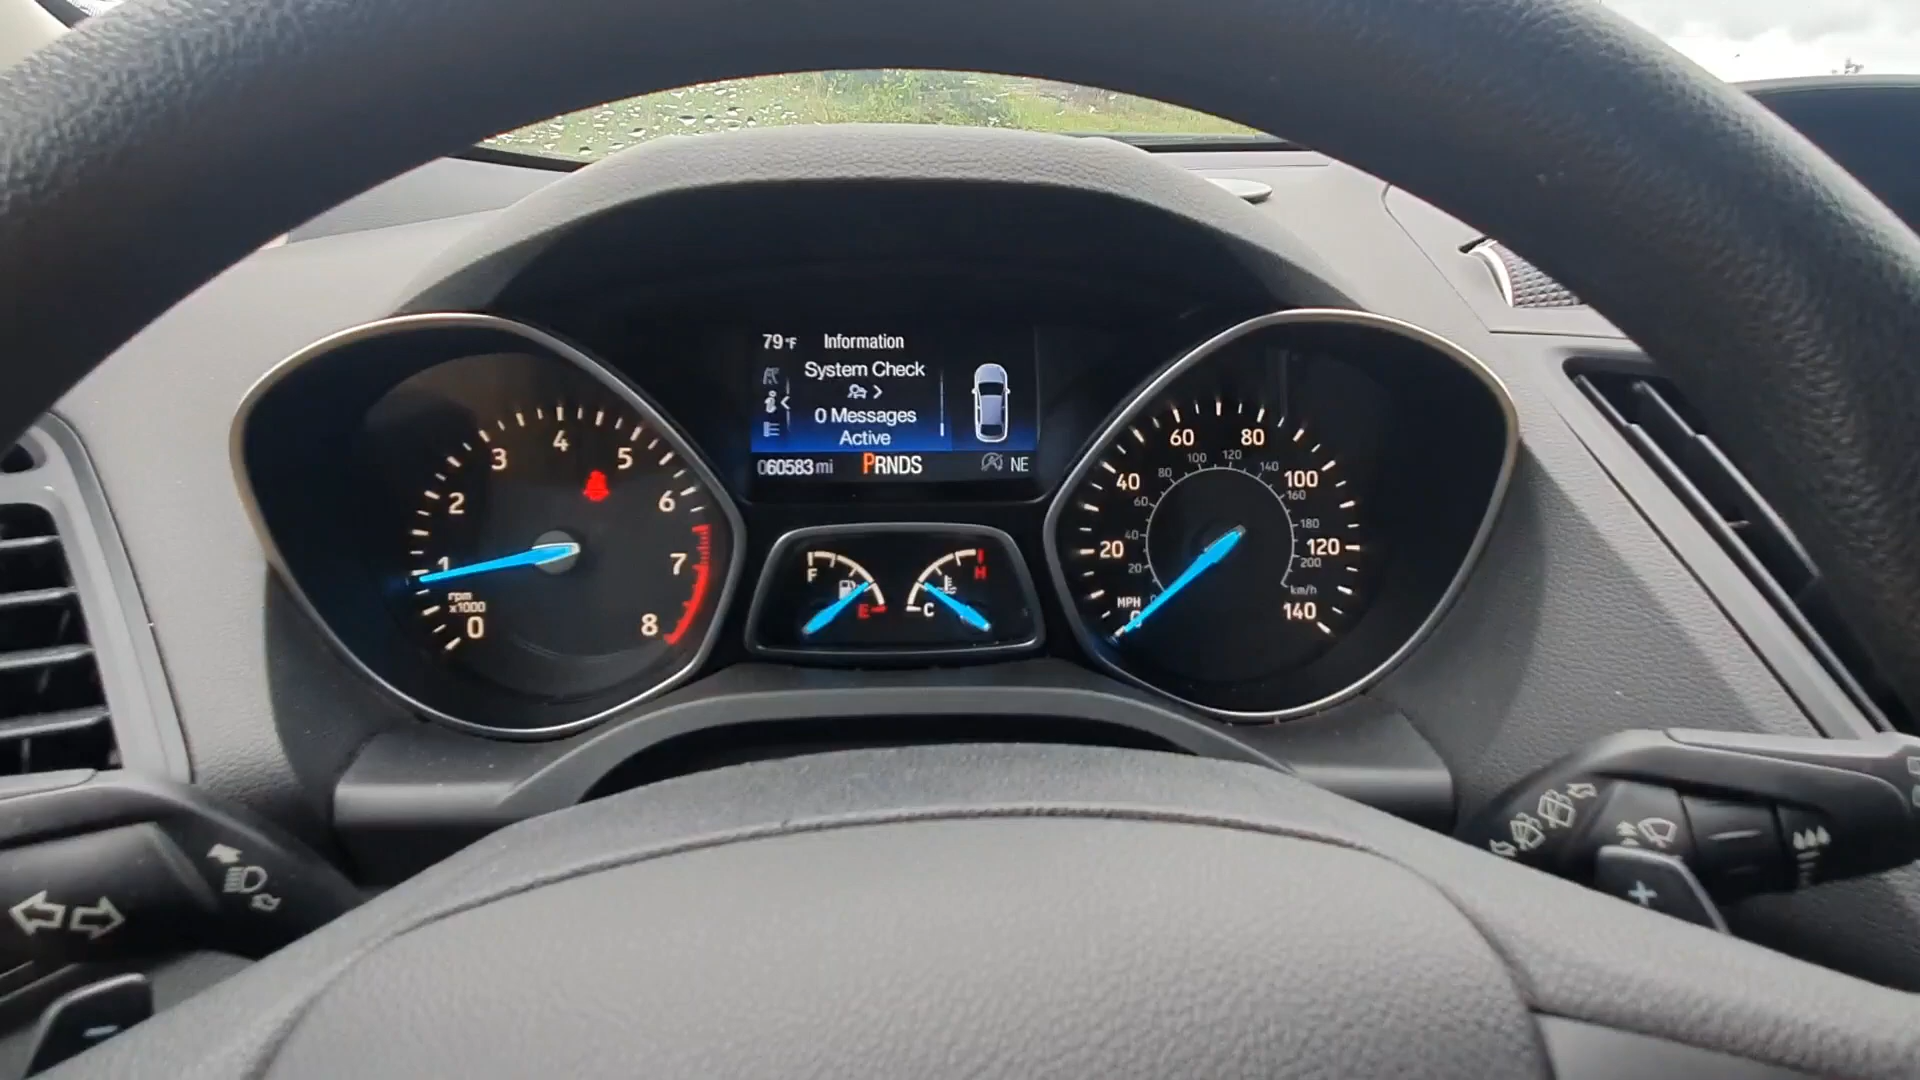 79°F Information
System Check
0 Messages
Active
060583 mi PRNDS NE
0 1 2 3 4 5 6 7 8
rpm
x1000
F E
C H
0 20 40 60 80 100 120 140
MPH
20 40 60 80 100 120 140 160 180 200
km/h
+
-